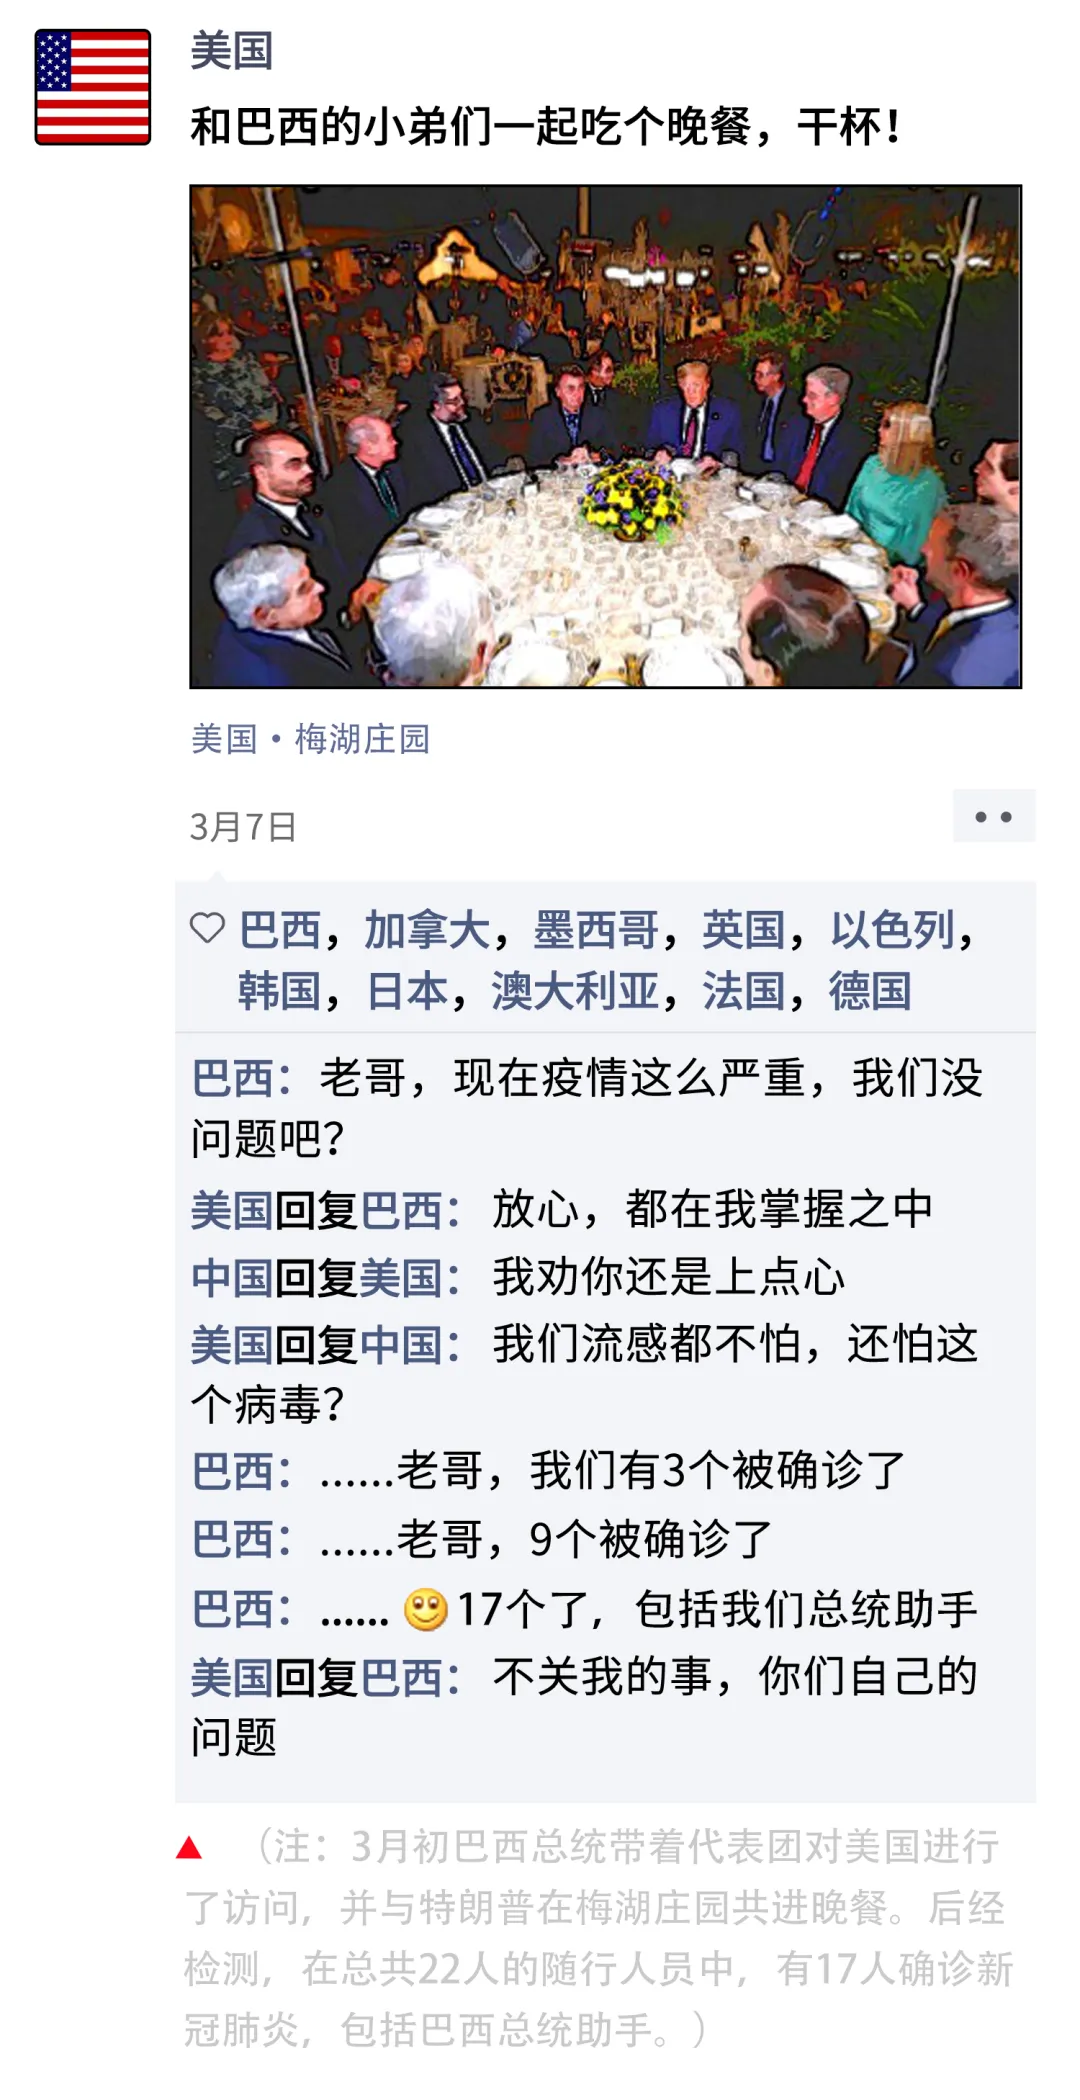 美国
和巴西的小弟们一起吃个晚餐，干杯！
美国·梅湖庄园
3月7日
巴西，加拿大，墨西哥，英国，以色列，
韩国，日本，澳大利亚，法国，德国
巴西：老哥，现在疫情这么严重，我们没
问题吧？
美国回复巴西：放心，都在我掌握之中
中国回复美国：我劝你还是上点心
美国回复中国：我们流感都不怕，还怕这
个病毒？
巴西：......老哥，我们有3个被确诊了
巴西：......老哥，9个被确诊了
巴西：......17个了，包括我们总统助手
美国回复巴西：不关我的事，你们自己的
问题
（注：3月初巴西总统带着代表团对美国进行
了访问，并与特朗普在梅湖庄园共进晚餐。后经
检测，在总共22人的随行人员中，有17人确诊新
冠肺炎，包括巴西总统助手。）